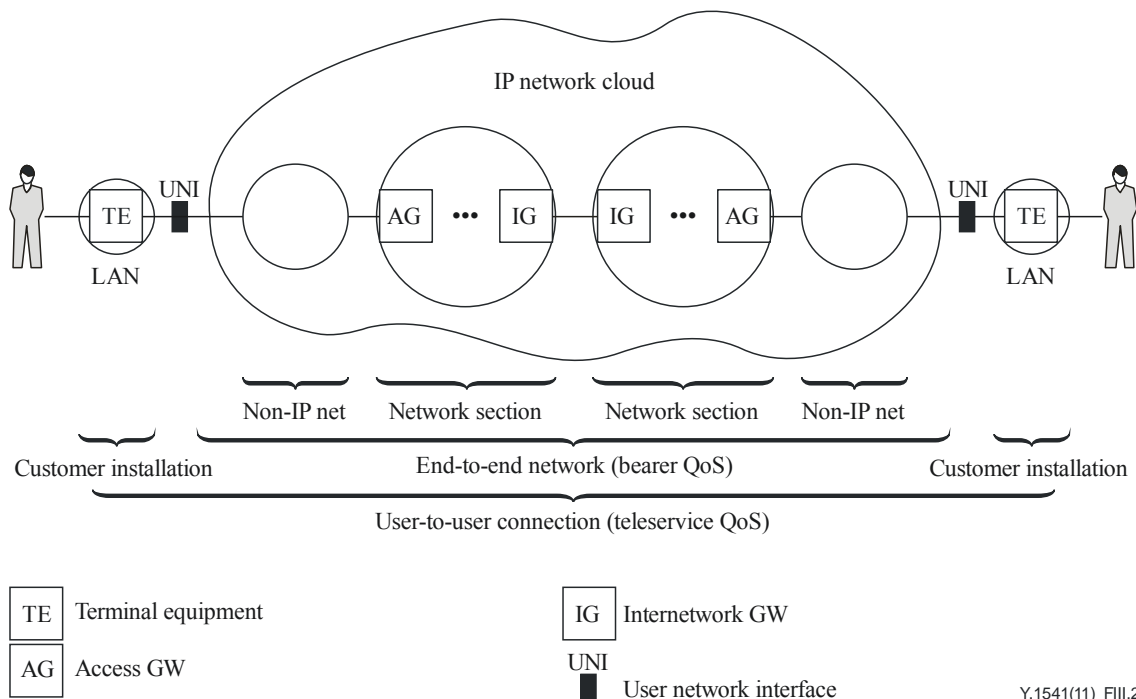 IP network cloud
UNI
UNI
TE
AG
•••
IG
IG
•••
AG
TE
LAN
LAN
Non-IP net
Network section
Network section
Non-IP net
Customer installation
End-to-end network (bearer QoS)
Customer installation
User-to-user connection (teleservice QoS)
TE
Terminal equipment
IG
Internetwork GW
AG
Access GW
UNI
User network interface
Y.1541(11)_FIII.2